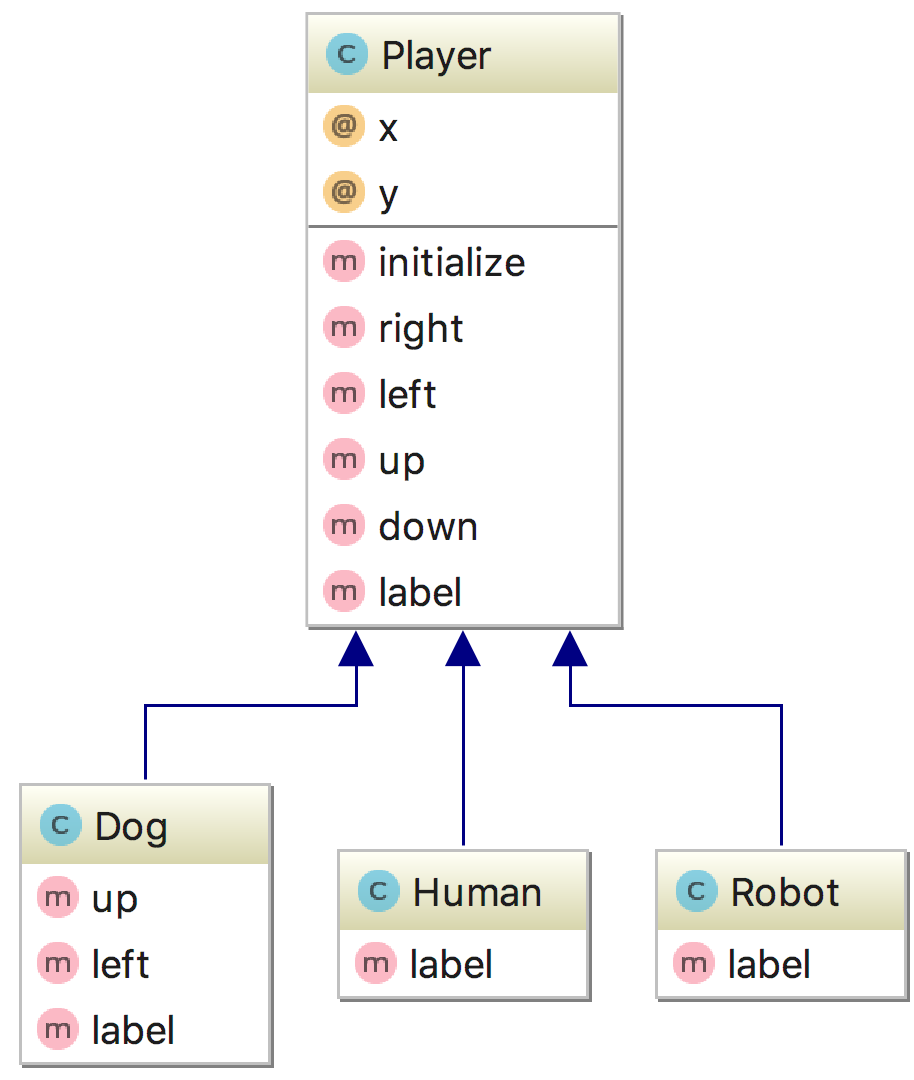 C Player
@ x
@ y
m initialize
m right
m left
m up
m down
m label
C Dog
m up
m left
m label
C Human
m label
C Robot
m label